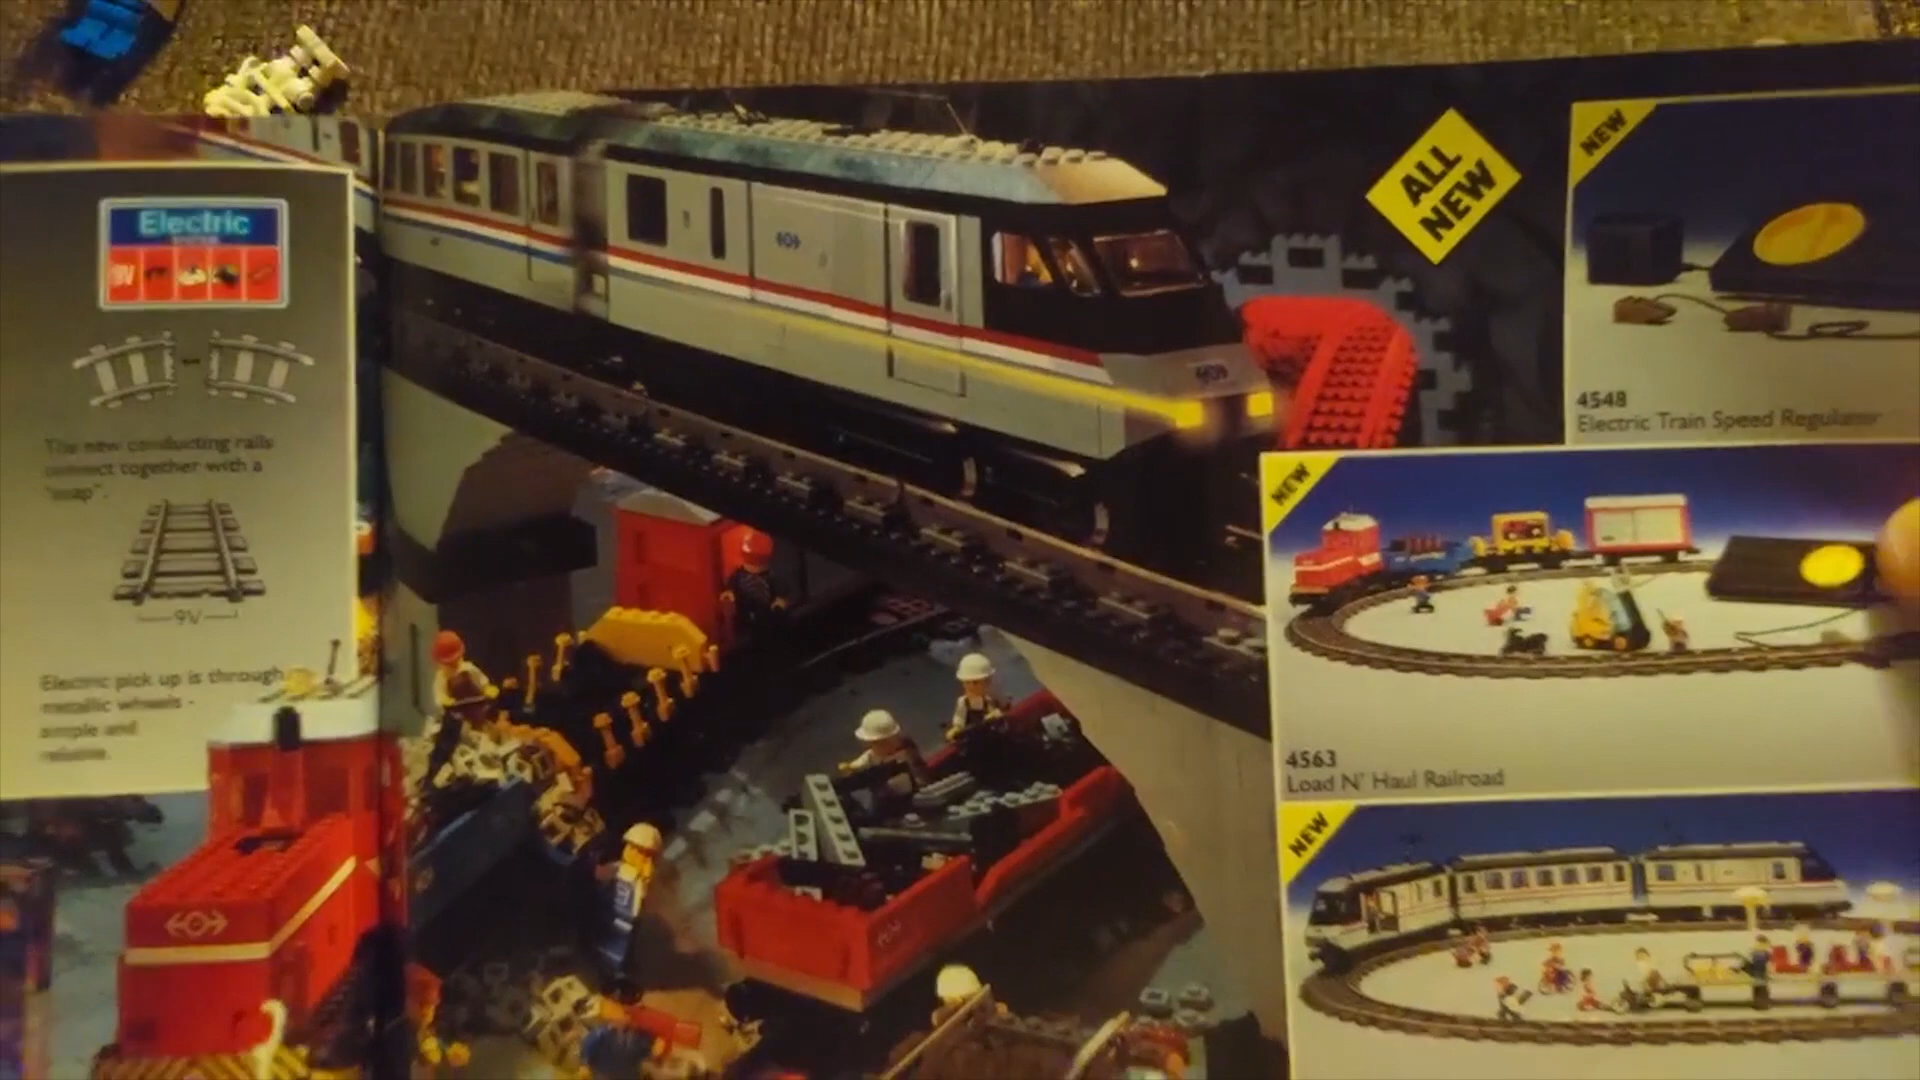 Electric
9V
The new conducting rails
connect together with a
"snap".
9V
Electric pick up is through
metallic wheels -
simple and
reliable.
ALL
NEW
NEW
4548
Electric Train Speed Regulator
NEW
4563
Load N' Haul Railroad
NEW